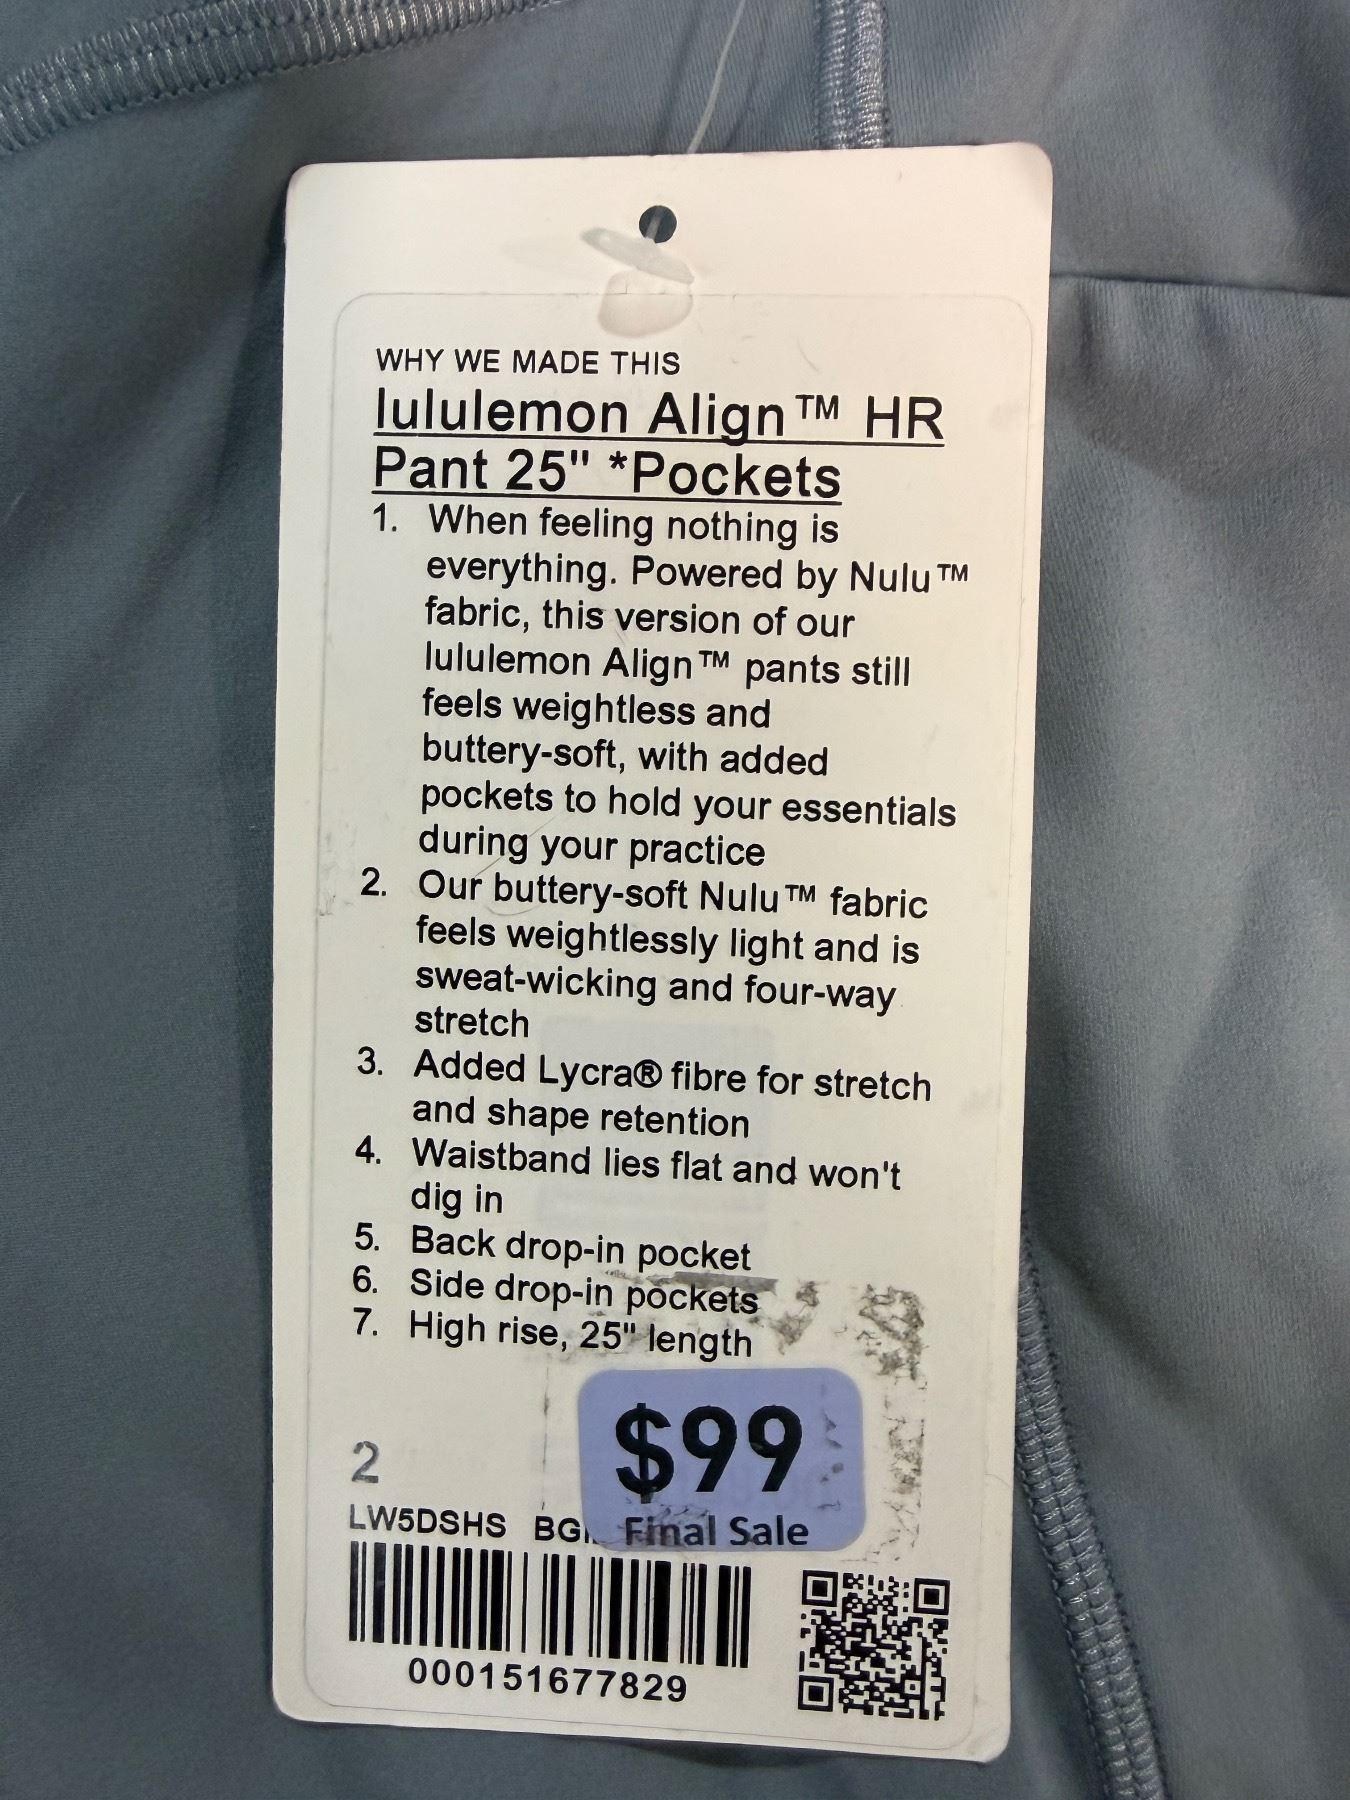 WHY WE MADE THIS
lululemon Align™ HR
Pant 25" *Pockets
1. When feeling nothing is
everything. Powered by Nulu™
fabric, this version of our
lululemon Align™ pants still
feels weightless and
buttery-soft, with added
pockets to hold your essentials
during your practice
2. Our buttery-soft Nulu™ fabric
feels weightlessly light and is
sweat-wicking and four-way
stretch
3. Added Lycra® fibre for stretch
and shape retention
4. Waistband lies flat and won't
dig in
5. Back drop-in pocket
6. Side drop-in pockets
7. High rise, 25" length
$99
Final Sale
2
LW5DSHS
000151677829